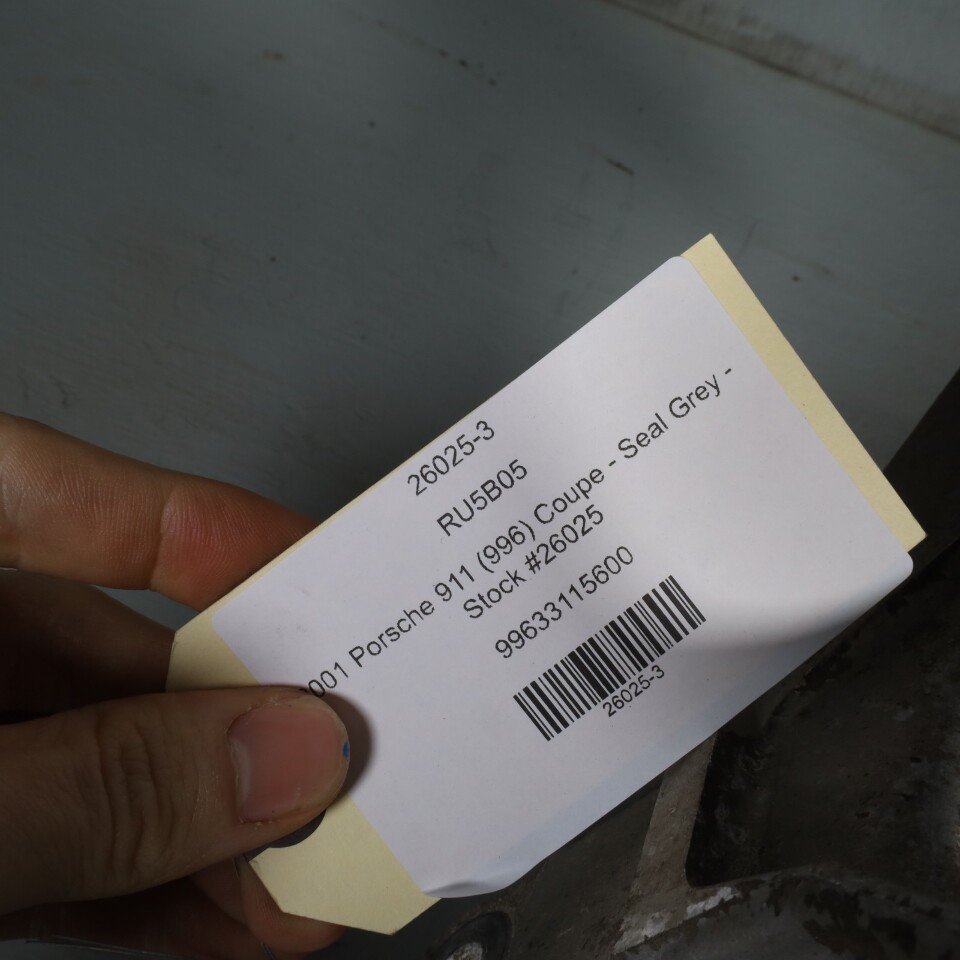 26025-3
RU5B05
001 Porsche 911 (996) Coupe - Seal Grey -
Stock #26025
99633115600
26025-3